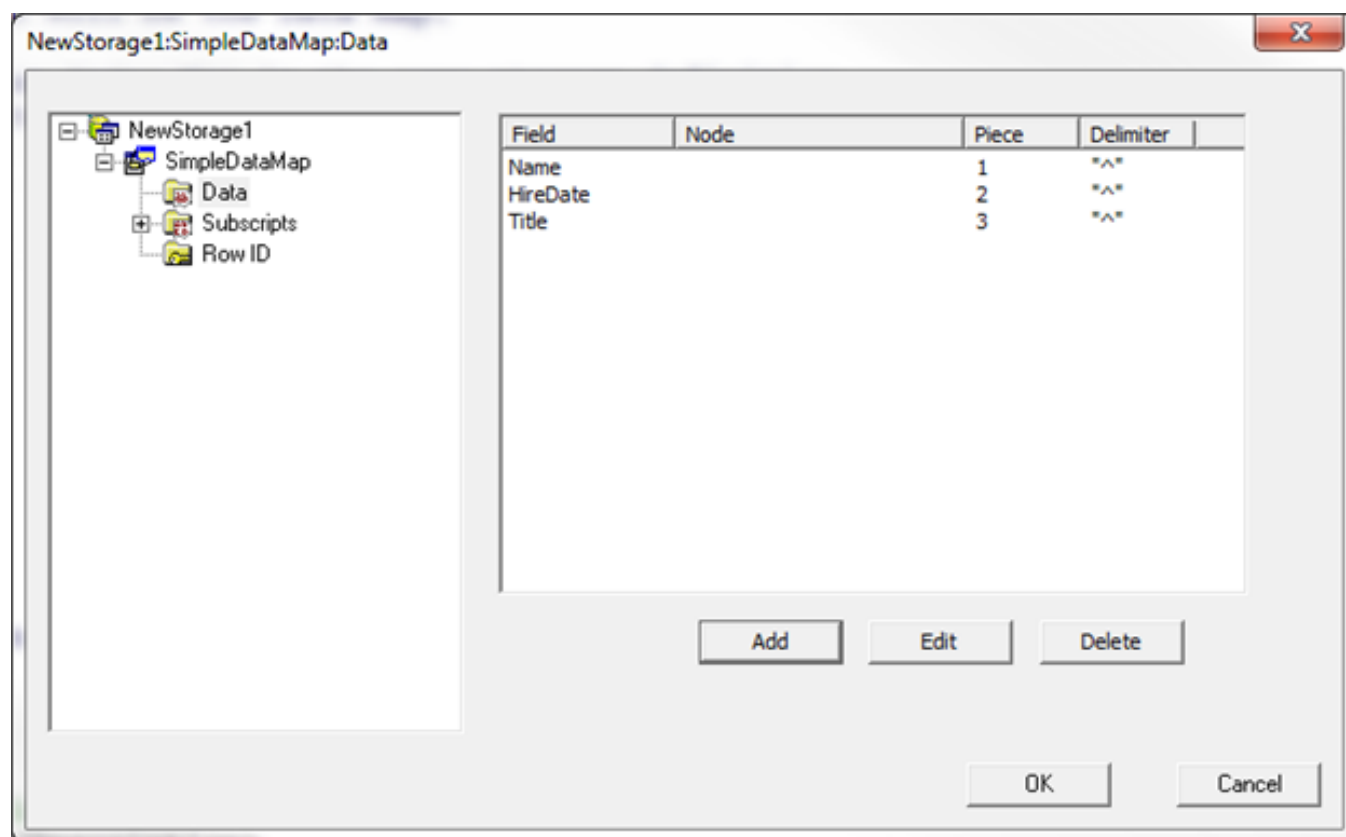 NewStorage1:SimpleDataMap:Data
NewStorage1
SimpleDataMap
Data
Subscripts
Row ID
Field Node Piece Delimiter
Name 1 "^"
HireDate 2 "^"
Title 3 "^"
Add Edit Delete
OK Cancel